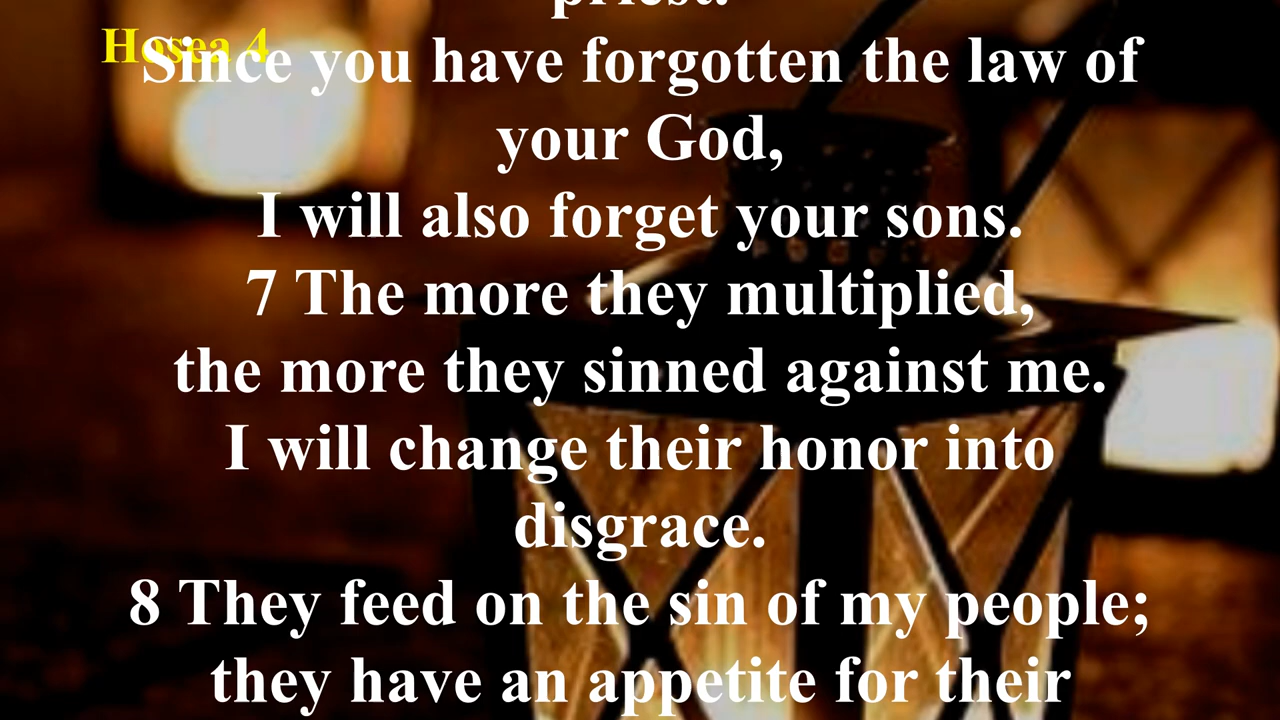 priest.
Hosea 4
Since you have forgotten the law of
your God,
I will also forget your sons.
7 The more they multiplied,
the more they sinned against me.
I will change their honor into
disgrace.
8 They feed on the sin of my people;
they have an appetite for their